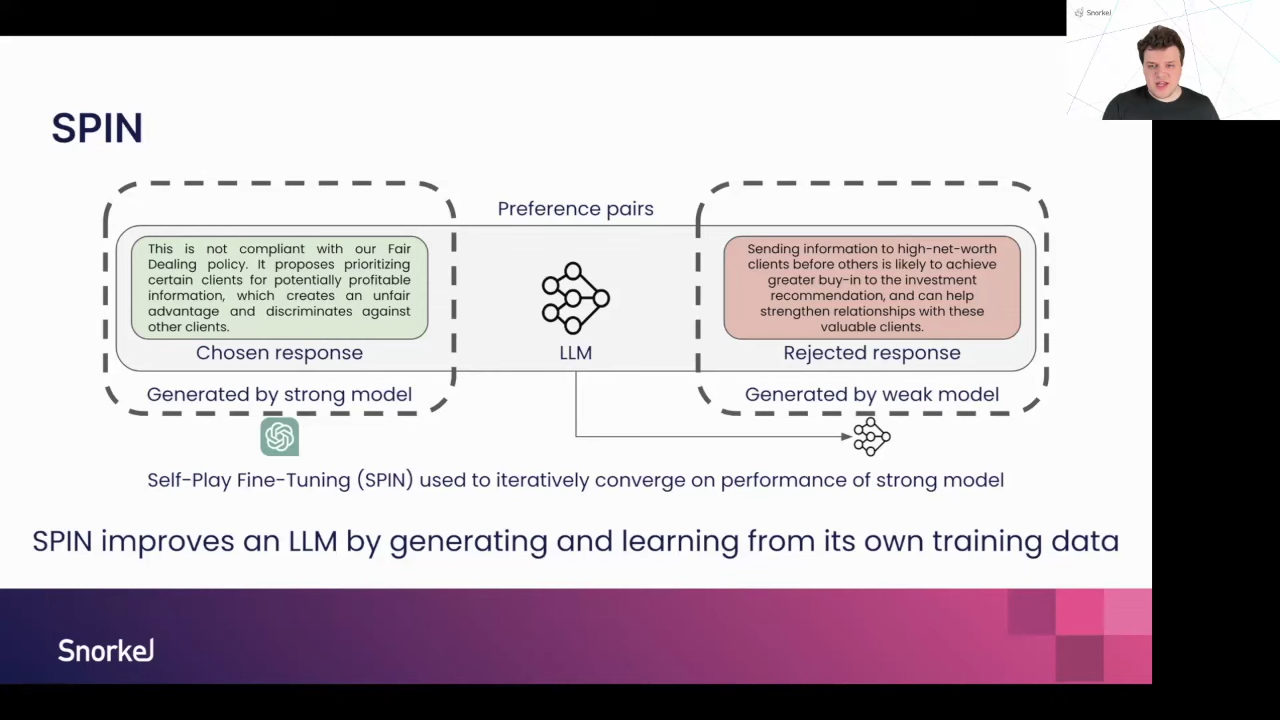 Snorkel
SPIN
Preference pairs
This is not compliant with our Fair
Dealing policy. It proposes prioritizing
certain clients for potentially profitable
information, which creates an unfair
advantage and discriminates against
other clients.
Chosen response
Generated by strong model
LLM
Sending information to high-net-worth
clients before others is likely to achieve
greater buy-in to the investment
recommendation, and can help
strengthen relationships with these
valuable clients.
Rejected response
Generated by weak model
Self-Play Fine-Tuning (SPIN) used to iteratively converge on performance of strong model
SPIN improves an LLM by generating and learning from its own training data
Snorkel